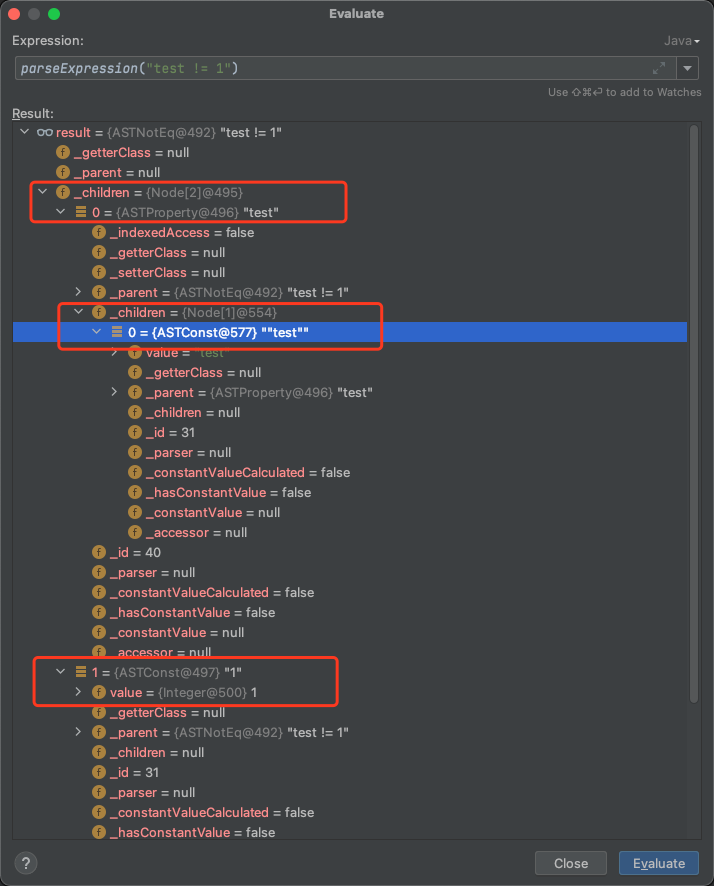 Evaluate
Expression:
Java
parseExpression("test != 1")
Use ⇧⌘⏎ to add to Watches
Result:
result = {ASTNotEq@492} "test != 1"
f _getterClass = null
f _parent = null
f _children = {Node[2]@495}
0 = {ASTProperty@496} "test"
f _indexedAccess = false
f _getterClass = null
f _setterClass = null
f _parent = {ASTNotEq@492} "test != 1"
f _children = {Node[1]@554}
0 = {ASTConst@577} ""test""
f value = "test"
f _getterClass = null
f _parent = {ASTProperty@496} "test"
f _children = null
f _id = 31
f _parser = null
f _constantValueCalculated = false
f _hasConstantValue = false
f _constantValue = null
f _accessor = null
f _id = 40
f _parser = null
f _constantValueCalculated = false
f _hasConstantValue = false
f _constantValue = null
f _accessor = null
1 = {ASTConst@497} "1"
f value = {Integer@500} 1
f _getterClass = null
f _parent = {ASTNotEq@492} "test != 1"
f _children = null
f _id = 31
f _parser = null
f _constantValueCalculated = false
f _hasConstantValue = false
?
Close
Evaluate